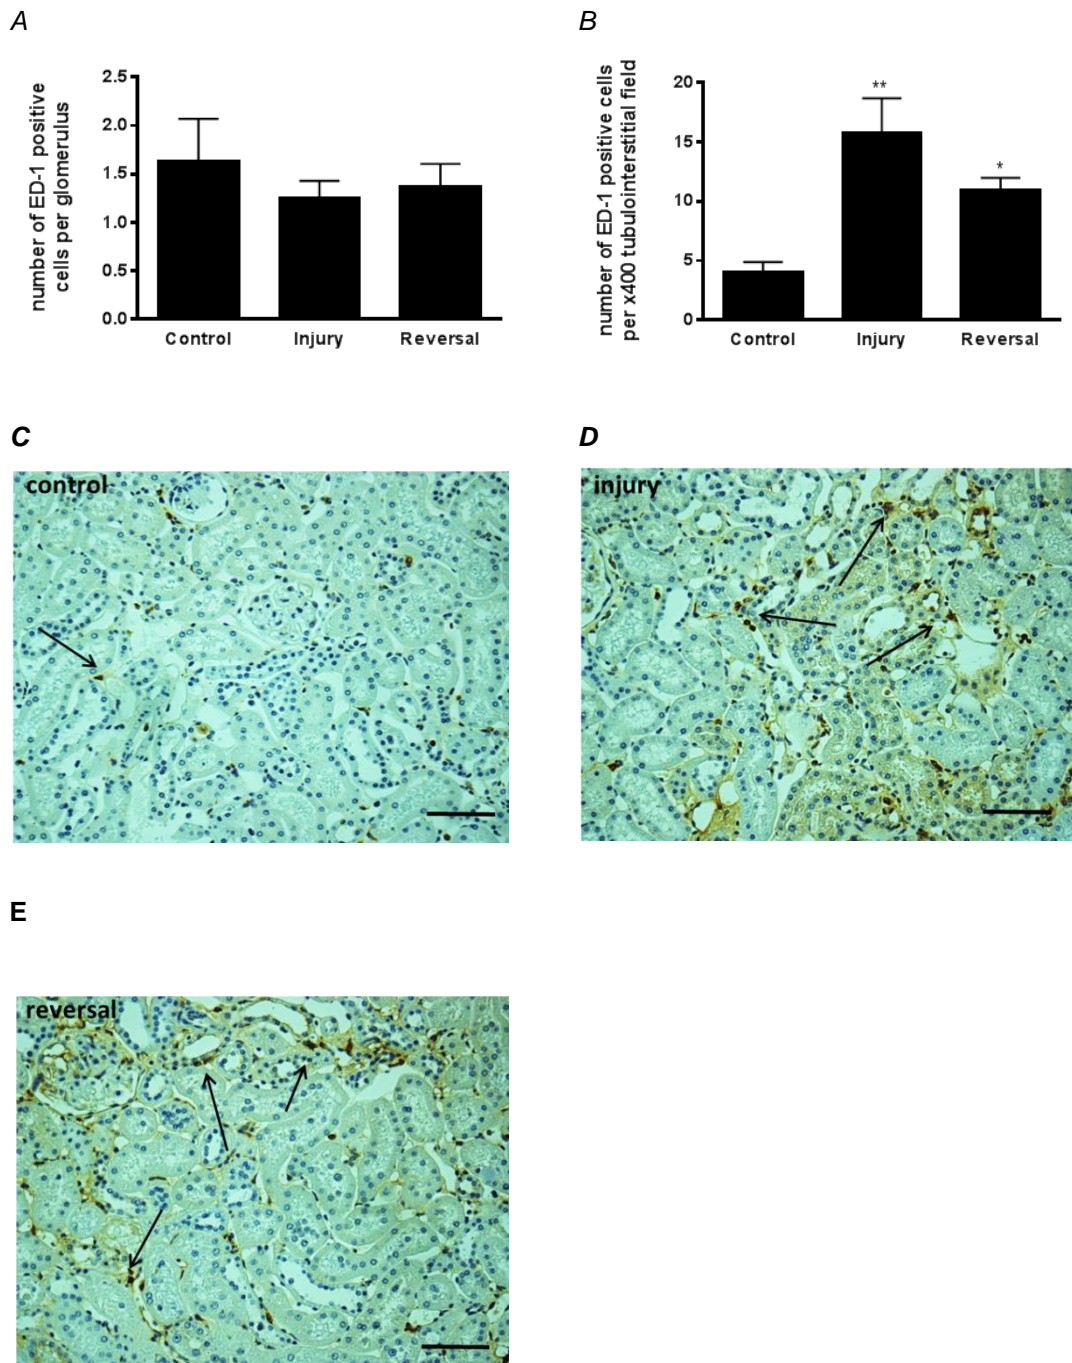 A
B
number of ED-1 positive
cells per glomerulus
2.5
2.0
1.5
1.0
0.5
0.0
Control Injury Reversal
number of ED-1 positive cells
per x400 tubulointerstitial field
20
15
10
5
0
**
*
Control Injury Reversal
C
D
control
injury
E
reversal